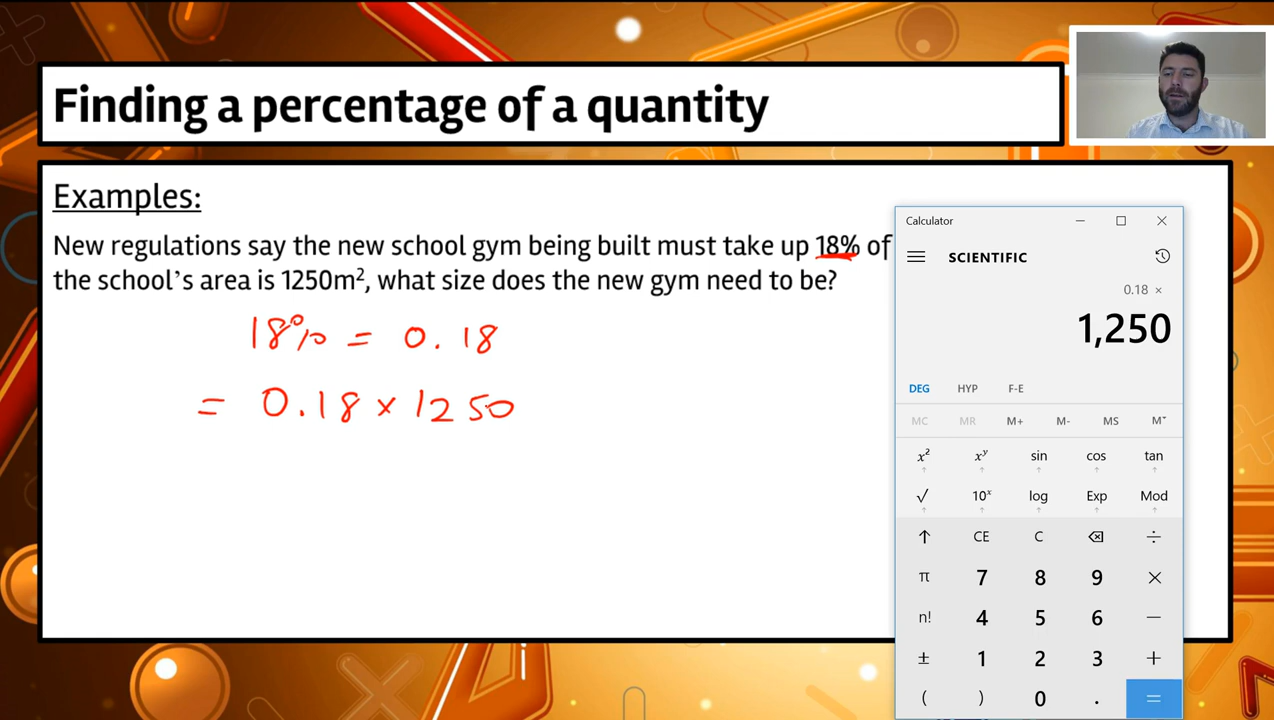 Finding a percentage of a quantity
Examples:
New regulations say the new school gym being built must take up 18% of
the school’s area is 1250m², what size does the new gym need to be?
18% = 0.18
= 0.18 × 1250
Calculator
SCIENTIFIC
0.18 ×
1,250
DEG HYP F-E
MC MR M+ M- MS M˅
x² xʸ sin cos tan
√ 10ˣ log Exp Mod
↑ CE C ⌫ ÷
π 7 8 9 ×
n! 4 5 6 −
± 1 2 3 +
( ) 0 . =